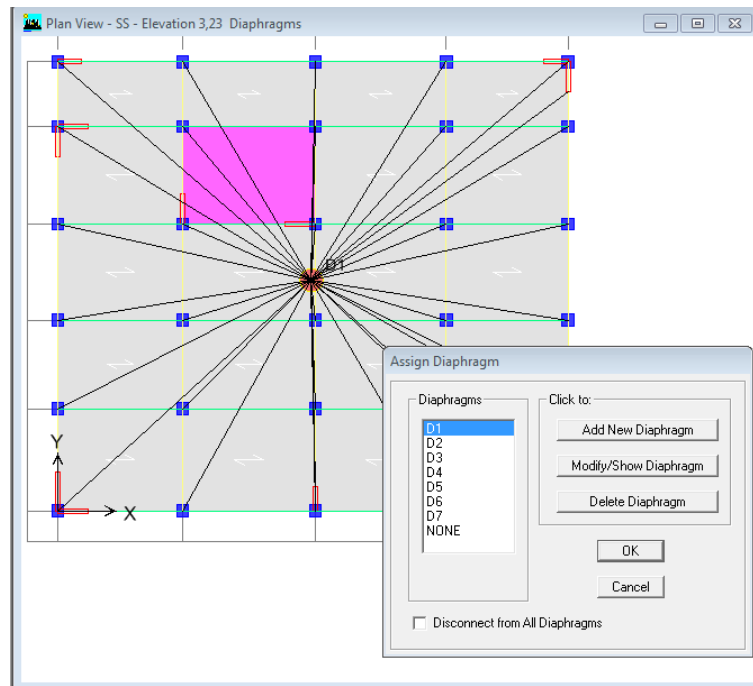 Plan View - SS - Elevation 3,23 Diaphragms
D1
Y
X
Assign Diaphragm
Diaphragms
D1
D2
D3
D4
D5
D6
D7
NONE
Click to:
Add New Diaphragm
Modify/Show Diaphragm
Delete Diaphragm
OK
Cancel
Disconnect from All Diaphragms